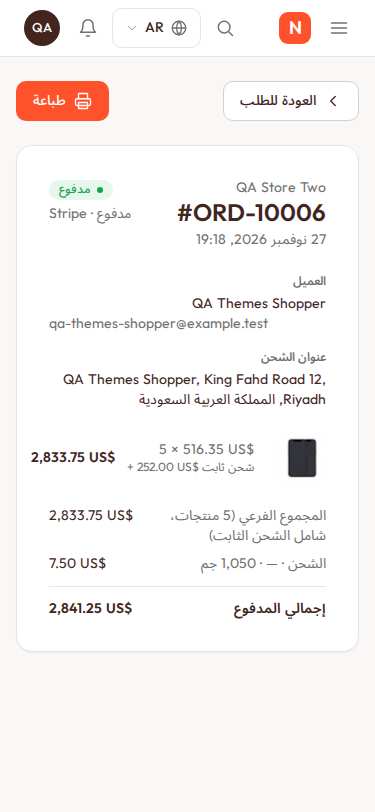 N
AR
QA
العودة للطلب
طباعة
QA Store Two
#ORD-10006
27 نوفمبر 2026, 19:18
مدفوع
مدفوع · Stripe
العميل
QA Themes Shopper
qa-themes-shopper@example.test
عنوان الشحن
QA Themes Shopper, King Fahd Road 12,
Riyadh, المملكة العربية السعودية
5 × 516.35 US$
+ 252.00 US$ شحن ثابت
2,833.75 US$
المجموع الفرعي (5 منتجات،
شامل الشحن الثابت)
2,833.75 US$
الشحن · — · 1,050 جم
7.50 US$
إجمالي المدفوع
2,841.25 US$